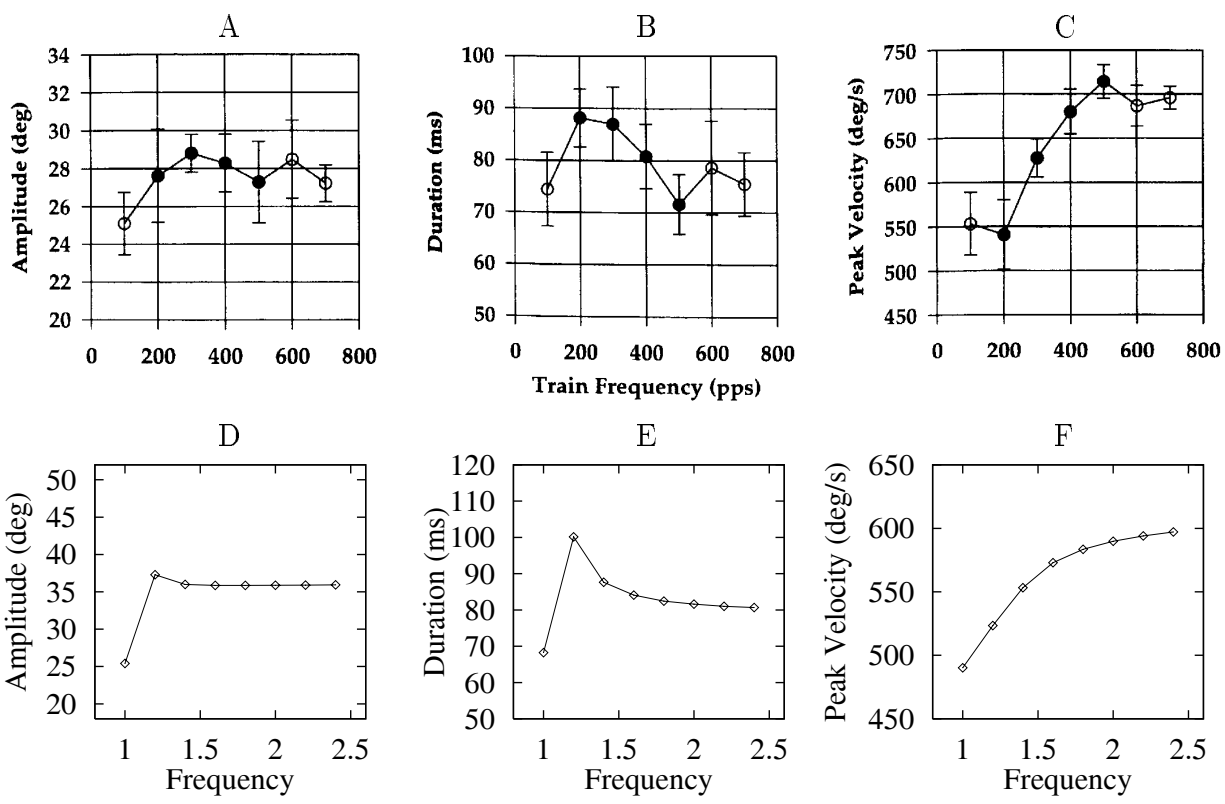 A
Amplitude (deg)
34
32
30
28
26
24
22
20
0 200 400 600 800
B
Duration (ms)
100
90
80
70
60
50
0 200 400 600 800
Train Frequency (pps)
C
Peak Velocity (deg/s)
750
700
650
600
550
500
450
0 200 400 600 800
D
Amplitude (deg)
50
45
40
35
30
25
20
1 1.5 2 2.5
Frequency
E
Duration (ms)
120
110
100
90
80
70
60
50
1 1.5 2 2.5
Frequency
F
Peak Velocity (deg/s)
650
600
550
500
450
1 1.5 2 2.5
Frequency